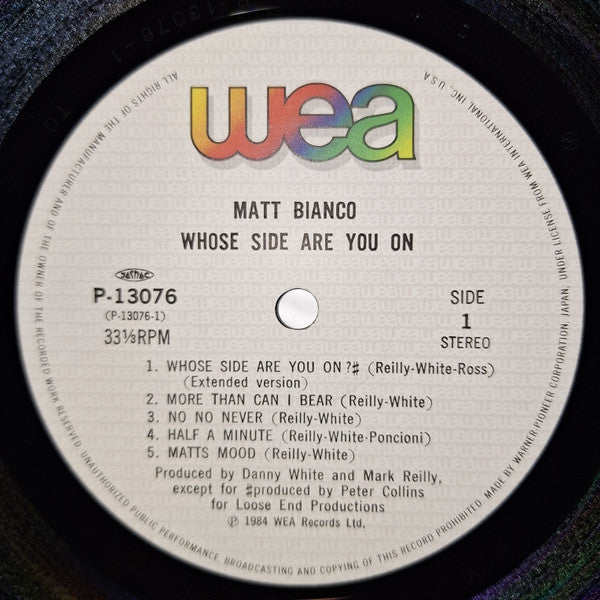 P-13076-1
wea
MATT BIANCO
WHOSE SIDE ARE YOU ON
JASRAC
P-13076
(P-13076-1)
33⅓RPM
SIDE
1
STEREO
1. WHOSE SIDE ARE YOU ON?♯ (Reilly-White-Ross)
(Extended version)
2. MORE THAN CAN I BEAR (Reilly-White)
3. NO NO NEVER (Reilly-White)
4. HALF A MINUTE (Reilly-White-Poncioni)
5. MATTS MOOD (Reilly-White)
Produced by Danny White and Mark Reilly,
except for ♯produced by Peter Collins
for Loose End Productions
Ⓟ 1984 WEA Records Ltd,
ALL RIGHTS OF THE MANUFACTURER AND OF THE OWNER OF THE RECORDED WORK RESERVED. UNAUTHORIZED PUBLIC PERFORMANCE, BROADCASTING AND COPYING OF THIS RECORD PROHIBITED. MADE BY WARNER-PIONEER CORPORATION, JAPAN, UNDER LICENSE FROM WEA INTERNATIONAL INC., U.S.A.